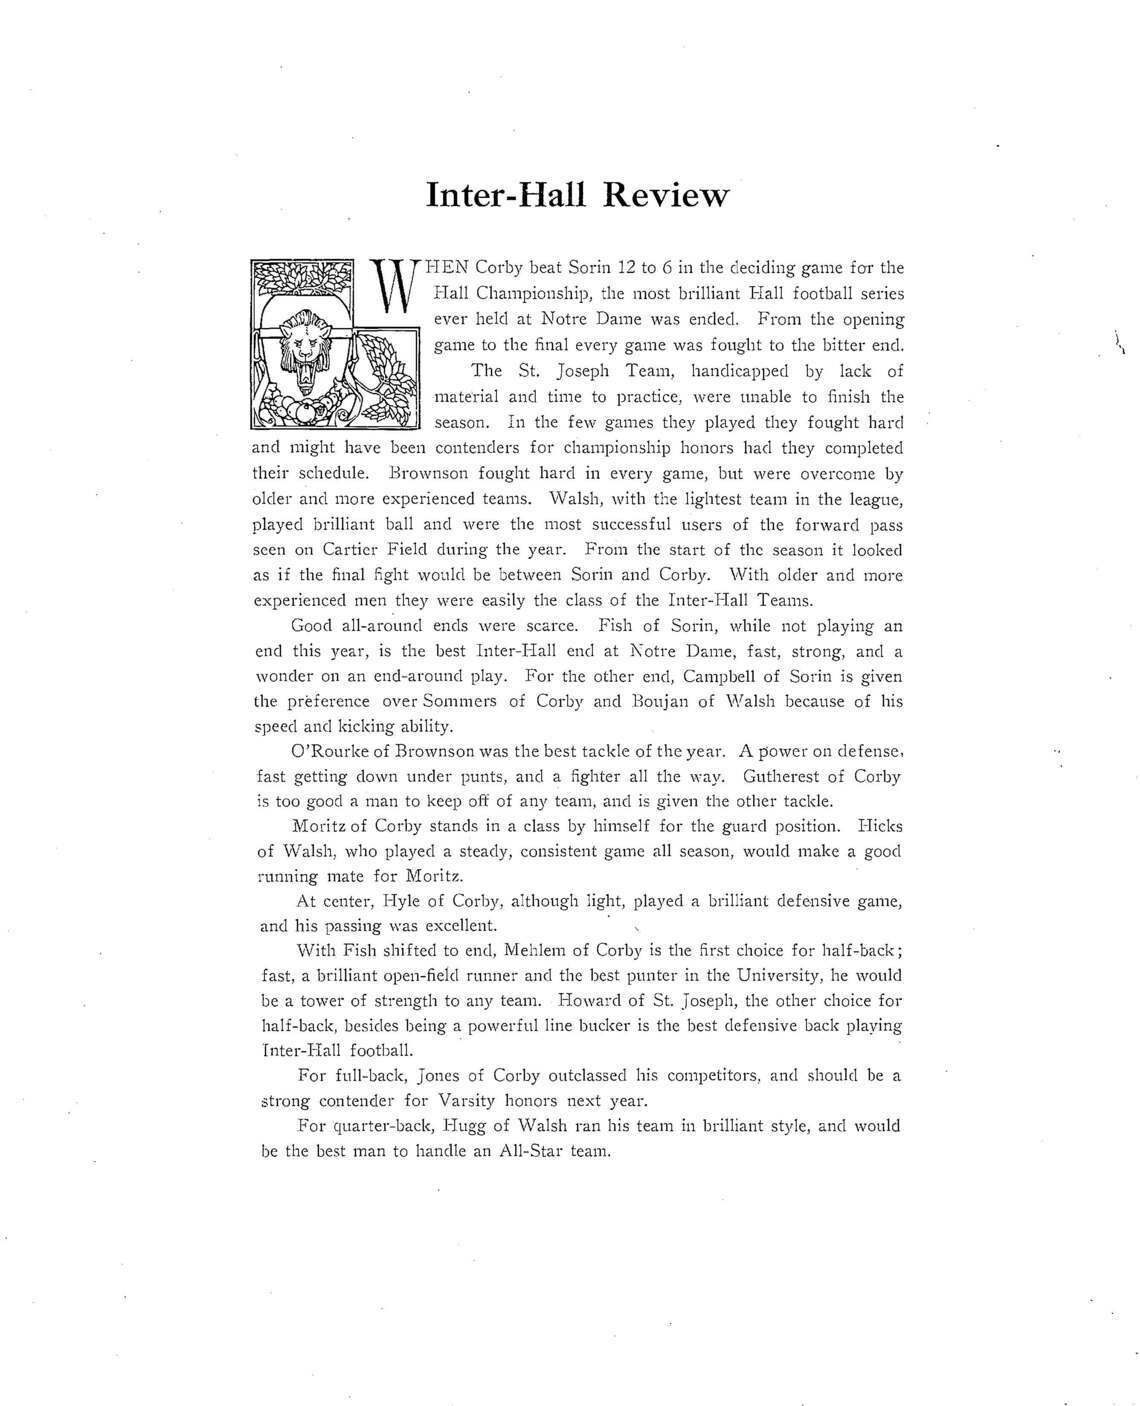 Inter-Hall Review
WHEN Corby beat Sorin 12 to 6 in the deciding game for the
Hall Championship, the most brilliant Hall football series
ever held at Notre Dame was ended. From the opening
game to the final every game was fought to the bitter end.
The St. Joseph Team, handicapped by lack of
material and time to practice, were unable to finish the
season. In the few games they played they fought hard
and might have been contenders for championship honors had they completed
their schedule. Brownson fought hard in every game, but were overcome by
older and more experienced teams. Walsh, with the lightest team in the league,
played brilliant ball and were the most successful users of the forward pass
seen on Cartier Field during the year. From the start of the season it looked
as if the final fight would be between Sorin and Corby. With older and more
experienced men they were easily the class of the Inter-Hall Teams.
Good all-around ends were scarce. Fish of Sorin, while not playing an
end this year, is the best Inter-Hall end at Notre Dame, fast, strong, and a
wonder on an end-around play. For the other end, Campbell of Sorin is given
the preference over Sommers of Corby and Boujan of Walsh because of his
speed and kicking ability.
O'Rourke of Brownson was the best tackle of the year. A power on defense,
fast getting down under punts, and a fighter all the way. Gutherest of Corby
is too good a man to keep off of any team, and is given the other tackle.
Moritz of Corby stands in a class by himself for the guard position. Hicks
of Walsh, who played a steady, consistent game all season, would make a good
running mate for Moritz.
At center, Hyle of Corby, although light, played a brilliant defensive game,
and his passing was excellent.
With Fish shifted to end, Mehlem of Corby is the first choice for half-back;
fast, a brilliant open-field runner and the best punter in the University, he would
be a tower of strength to any team. Howard of St. Joseph, the other choice for
half-back, besides being a powerful line bucker is the best defensive back playing
Inter-Hall football.
For full-back, Jones of Corby outclassed his competitors, and should be a
strong contender for Varsity honors next year.
For quarter-back, Hugg of Walsh ran his team in brilliant style, and would
be the best man to handle an All-Star team.